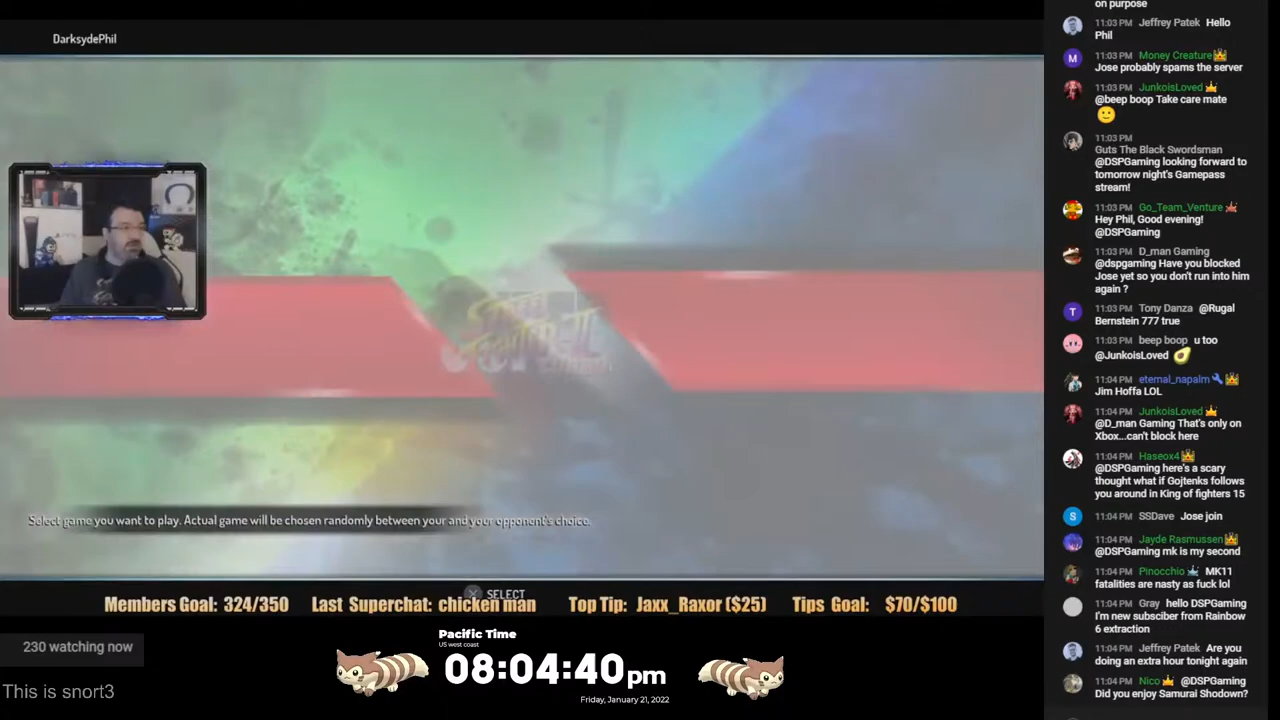 DarksydePhil
Select game you want to play. Actual game will be chosen randomly between your and your opponent's choice.
SELECT
Members Goal: 324/350 Last Superchat: chicken man Top Tip: Jaxx_Raxor ($25) Tips Goal: $70/$100
230 watching now
This is snort3
Pacific Time
US west coast
08:04:40pm
Friday, January 21, 2022
on purpose
11:03 PM Jeffrey Patek Hello
Phil
M
11:03 PM Money Creature
Jose probably spams the server
11:03 PM JunkoisLoved
@beep boop Take care mate
11:03 PM
Guts The Black Swordsman
@DSPGaming looking forward to
tomorrow night's Gamepass
stream!
11:03 PM Go_Team_Venture
Hey Phil, Good evening!
@DSPGaming
11:03 PM D_man Gaming
@dspgaming Have you blocked
Jose yet so you don't run into him
again ?
T
11:03 PM Tony Danza @Rugal
Bernstein 777 true
11:03 PM beep boop u too
@JunkoisLoved
11:04 PM eternal_napalm
Jim Hoffa LOL
11:04 PM JunkoisLoved
@D_man Gaming That's only on
Xbox...can't block here
11:04 PM Haseox4
@DSPGaming here's a scary
thought what if Gojtenks follows
you around in King of fighters 15
S
11:04 PM SSDave Jose join
11:04 PM Jayde Rasmussen
@DSPGaming mk is my second
11:04 PM Pinocchio MK11
fatalities are nasty as fuck lol
11:04 PM Gray hello DSPGaming
I'm new subsciber from Rainbow
6 extraction
11:04 PM Jeffrey Patek Are you
doing an extra hour tonight again
11:04 PM Nico @DSPGaming
Did you enjoy Samurai Shodown?